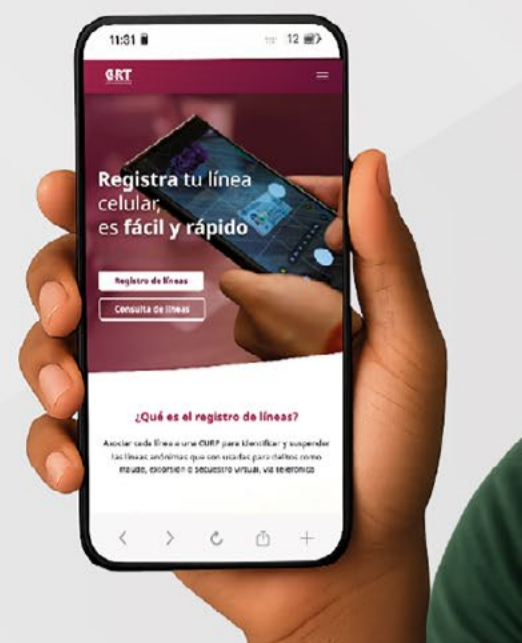 11:31
12
CRT
Registra tu línea
celular,
es fácil y rápido
Registro de líneas
Consulta de líneas
¿Qué es el registro de líneas?
Asociar cada línea a una CURP para identificar y suspender
las líneas anónimas que son usadas para delitos como
fraude, extorsión o secuestro virtual, vía telefónica